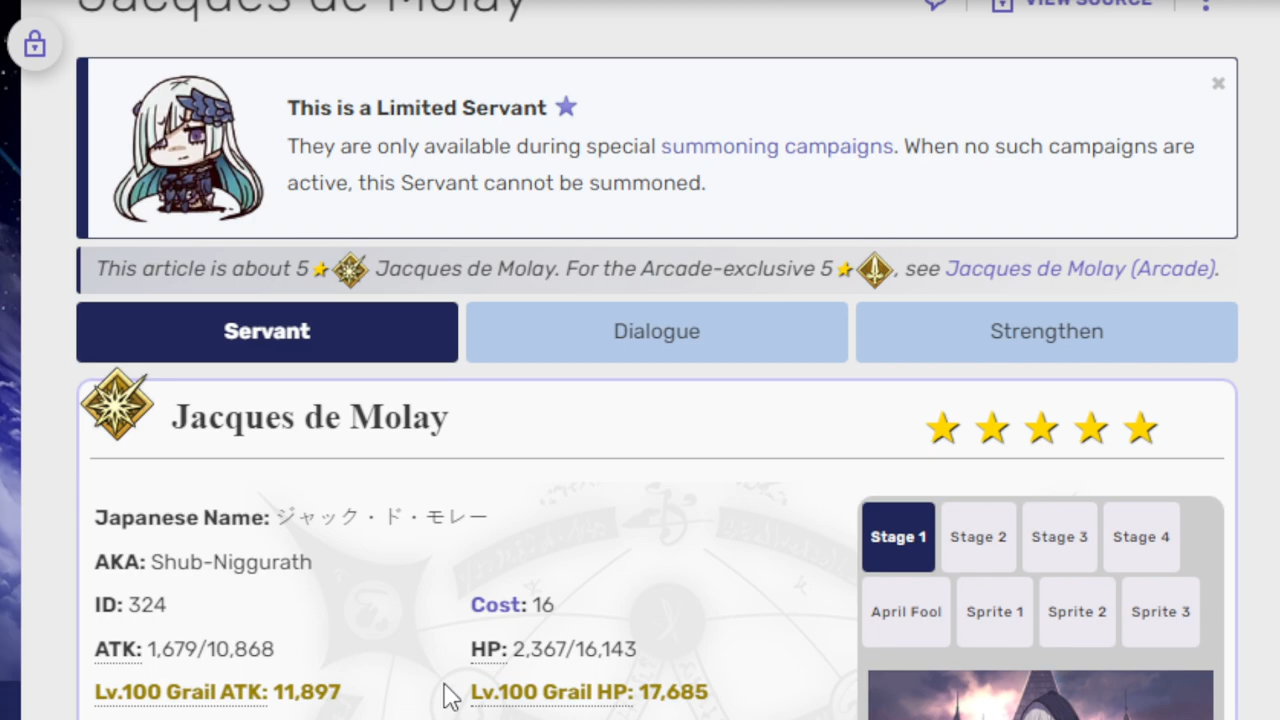 Jacques de Molay
VIEW SOURCE
This is a Limited Servant
They are only available during special summoning campaigns. When no such campaigns are
active, this Servant cannot be summoned.
This article is about 5 Jacques de Molay. For the Arcade-exclusive 5 , see Jacques de Molay (Arcade).
Servant
Dialogue
Strengthen
Jacques de Molay
Japanese Name: ジャック・ド・モレー
AKA: Shub-Niggurath
ID: 324
Cost: 16
ATK: 1,679/10,868
HP: 2,367/16,143
Lv.100 Grail ATK: 11,897
Lv.100 Grail HP: 17,685
Stage 1
Stage 2
Stage 3
Stage 4
April Fool
Sprite 1
Sprite 2
Sprite 3